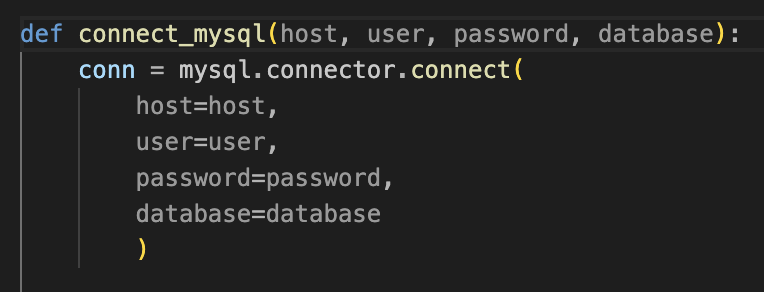 def connect_mysql(host, user, password, database):
    conn = mysql.connector.connect(
        host=host,
        user=user,
        password=password,
        database=database
        )